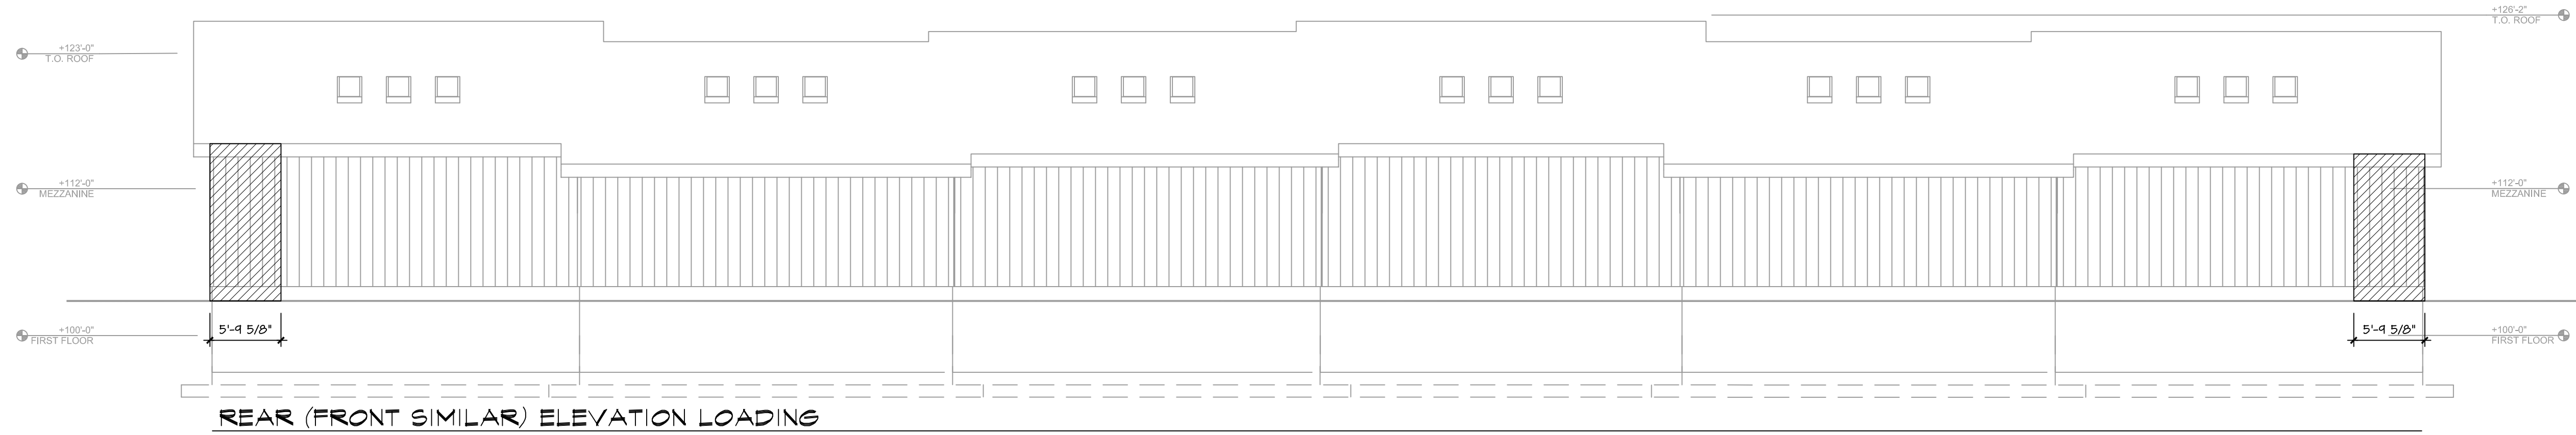 +126'-2"
T.O. ROOF
+123'-0"
T.O. ROOF
+112'-0"
MEZZANINE
+112'-0"
MEZZANINE
+100'-0"
FIRST FLOOR
5'-9 5/8"
5'-9 5/8"
+100'-0"
FIRST FLOOR
REAR (FRONT SIMILAR) ELEVATION LOADING